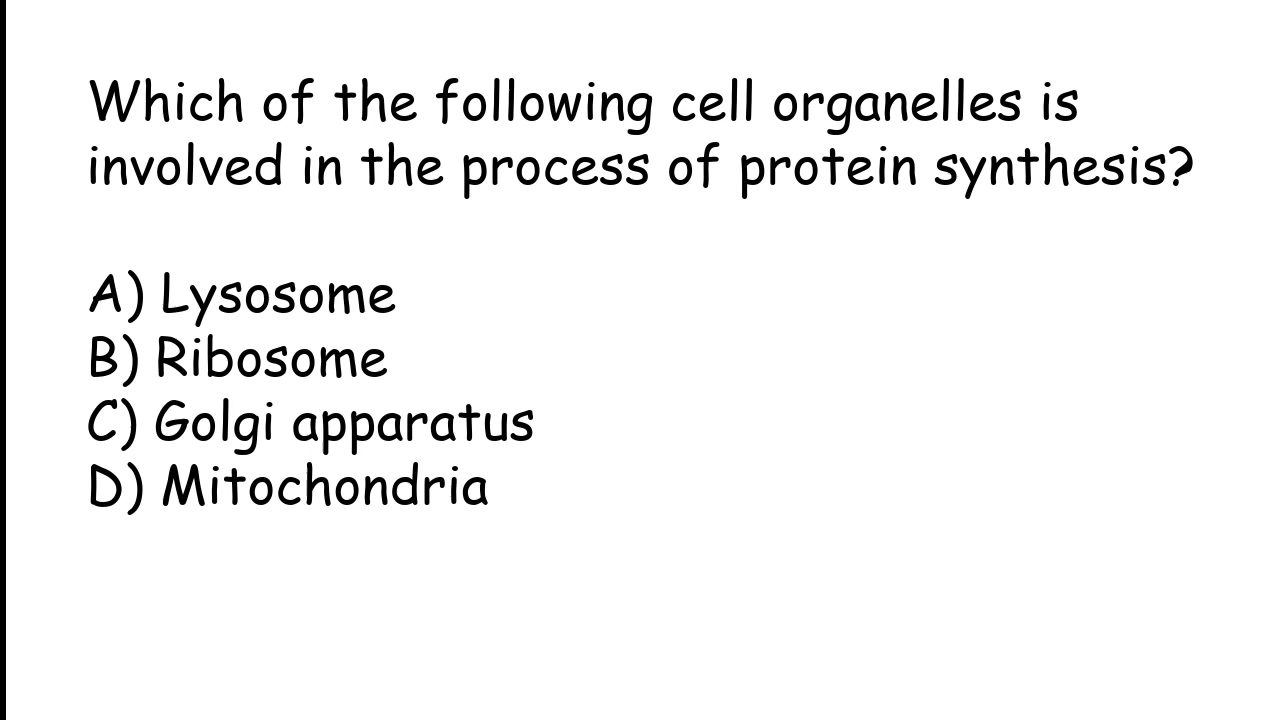 Which of the following cell organelles is
involved in the process of protein synthesis?
A) Lysosome
B) Ribosome
C) Golgi apparatus
D) Mitochondria